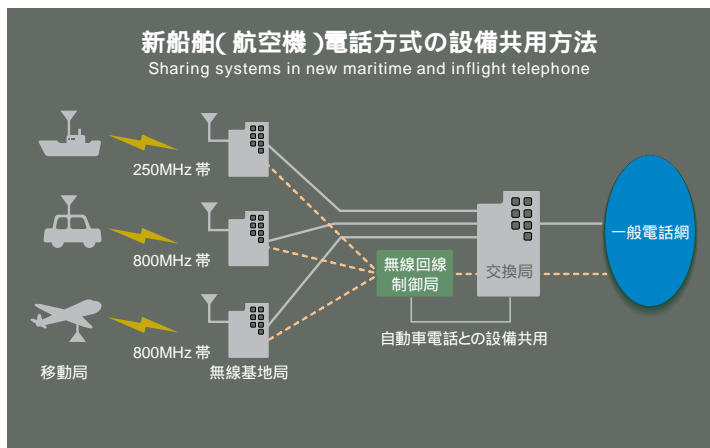 新船舶(航空機)電話方式の設備共用方法
Sharing systems in new maritime and inflight telephone
250MHz 帯
800MHz 帯
800MHz 帯
移動局
無線基地局
無線回線
制御局
交換局
一般電話網
自動車電話との設備共用